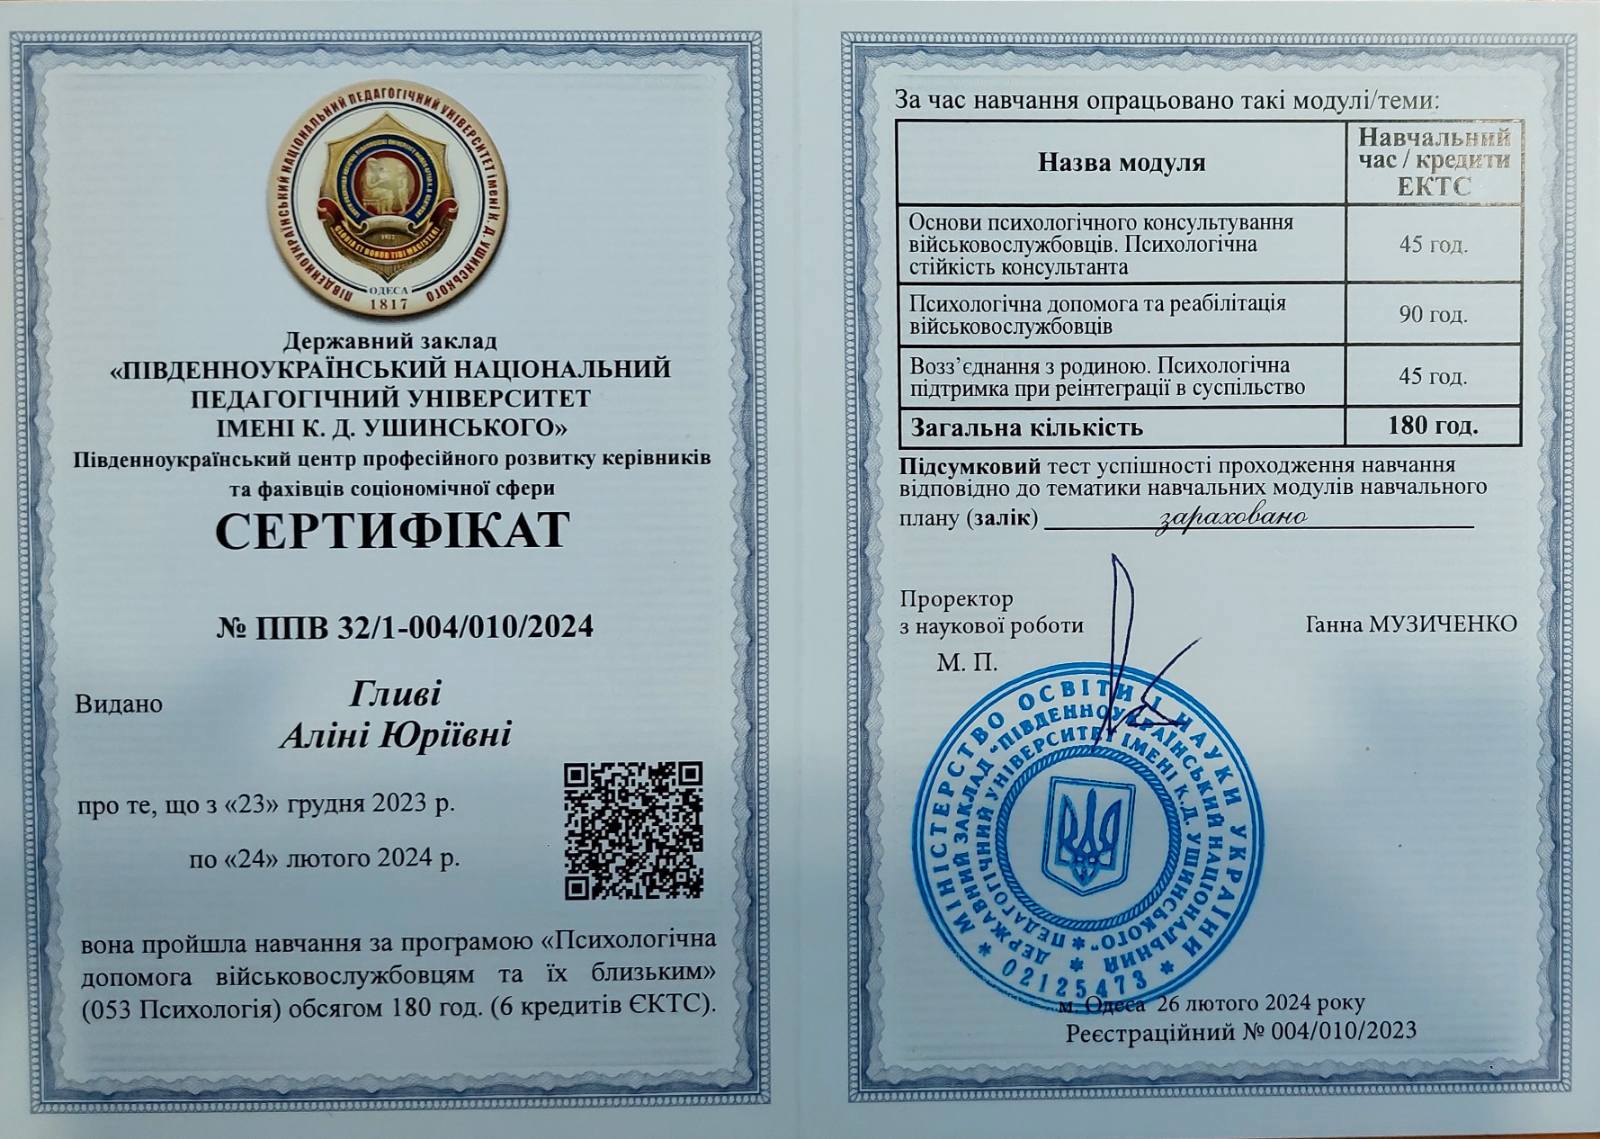 ПІВДЕННОУКРАЇНСЬКИЙ НАЦІОНАЛЬНИЙ ПЕДАГОГІЧНИЙ УНІВЕРСИТЕТ імені К. Д. УШИНСЬКОГО
ОДЕСА
1817
Державний заклад
«ПІВДЕННОУКРАЇНСЬКИЙ НАЦІОНАЛЬНИЙ
ПЕДАГОГІЧНИЙ УНІВЕРСИТЕТ
ІМЕНІ К. Д. УШИНСЬКОГО»
Південноукраїнський центр професійного розвитку керівників
та фахівців соціономічної сфери
СЕРТИФІКАТ
№ ППВ 32/1-004/010/2024
Видано
Гливі
Аліні Юріївні
про те, що з «23» грудня 2023 р.
по «24» лютого 2024 р.
вона пройшла навчання за програмою «Психологічна
допомога військовослужбовцям та їх близьким»
(053 Психологія) обсягом 180 год. (6 кредитів ЄКТС).
За час навчання опрацьовано такі модулі/теми:
Назва модуля
Навчальний
час / кредити
ЕКТС
Основи психологічного консультування
військовослужбовців. Психологічна
стійкість консультанта
45 год.
Психологічна допомога та реабілітація
військовослужбовців
90 год.
Возз’єднання з родиною. Психологічна
підтримка при реінтеграції в суспільство
45 год.
Загальна кількість
180 год.
Підсумковий тест успішності проходження навчання
відповідно до тематики навчальних модулів навчального
плану (залік) зараховано
Проректор
з наукової роботи
Ганна МУЗИЧЕНКО
М. П.
МІНІСТЕРСТВО ОСВІТИ І НАУКИ УКРАЇНИ * 02125473 *
ДЕРЖАВНИЙ ЗАКЛАД "ПІВДЕННОУКРАЇНСЬКИЙ НАЦІОНАЛЬНИЙ *
ПЕДАГОГІЧНИЙ УНІВЕРСИТЕТ ІМЕНІ К.Д. УШИНСЬКОГО" *
м. Одеса 26 лютого 2024 року
Реєстраційний № 004/010/2023